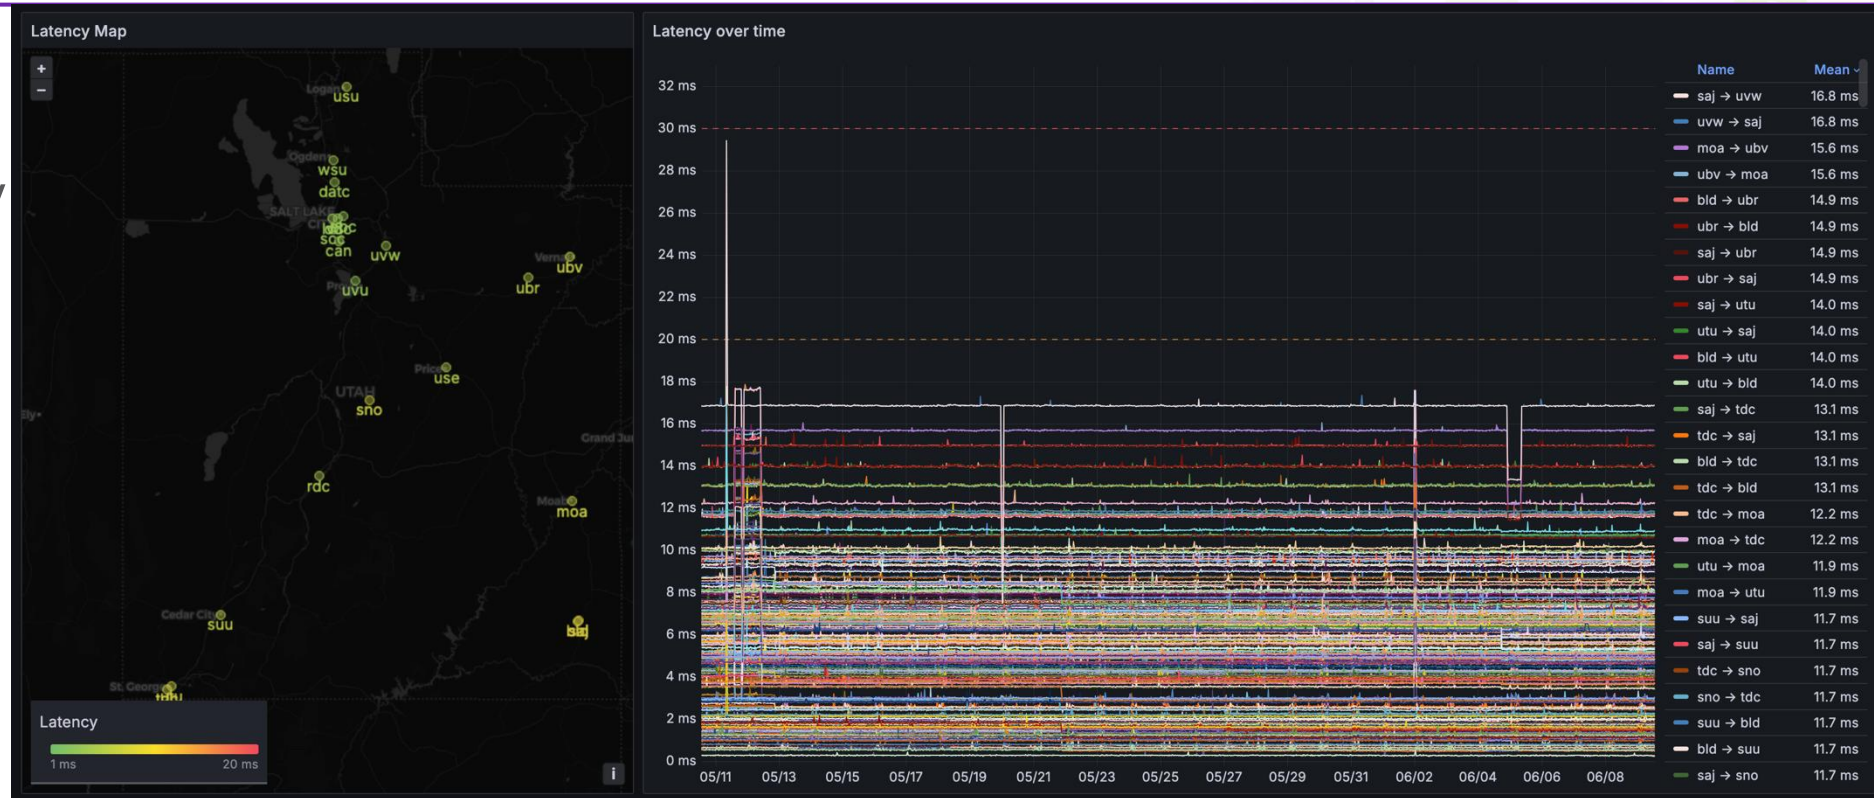 Latency Map
+
−
Logan
usu
Ogden
wsu
datc
SALT LAKE
scc
can
uvw
Vernal
ubv
ubr
uvu
Price
use
UTAH
sno
Grand Ju
Ely
rdc
Moab
moa
Cedar City
suu
saj
St. George
Latency
1 ms
20 ms
i
Latency over time
32 ms
30 ms
28 ms
26 ms
24 ms
22 ms
20 ms
18 ms
16 ms
14 ms
12 ms
10 ms
8 ms
6 ms
4 ms
2 ms
0 ms
05/11 05/13 05/15 05/17 05/19 05/21 05/23 05/25 05/27 05/29 05/31 06/02 06/04 06/06 06/08
Name Mean
saj → uvw 16.8 ms
uvw → saj 16.8 ms
moa → ubv 15.6 ms
ubv → moa 15.6 ms
bld → ubr 14.9 ms
ubr → bld 14.9 ms
saj → ubr 14.9 ms
ubr → saj 14.9 ms
saj → utu 14.0 ms
utu → saj 14.0 ms
bld → utu 14.0 ms
utu → bld 14.0 ms
saj → tdc 13.1 ms
tdc → saj 13.1 ms
bld → tdc 13.1 ms
tdc → bld 13.1 ms
tdc → moa 12.2 ms
moa → tdc 12.2 ms
utu → moa 11.9 ms
moa → utu 11.9 ms
suu → saj 11.7 ms
saj → suu 11.7 ms
tdc → sno 11.7 ms
sno → tdc 11.7 ms
suu → bld 11.7 ms
bld → suu 11.7 ms
saj → sno 11.7 ms